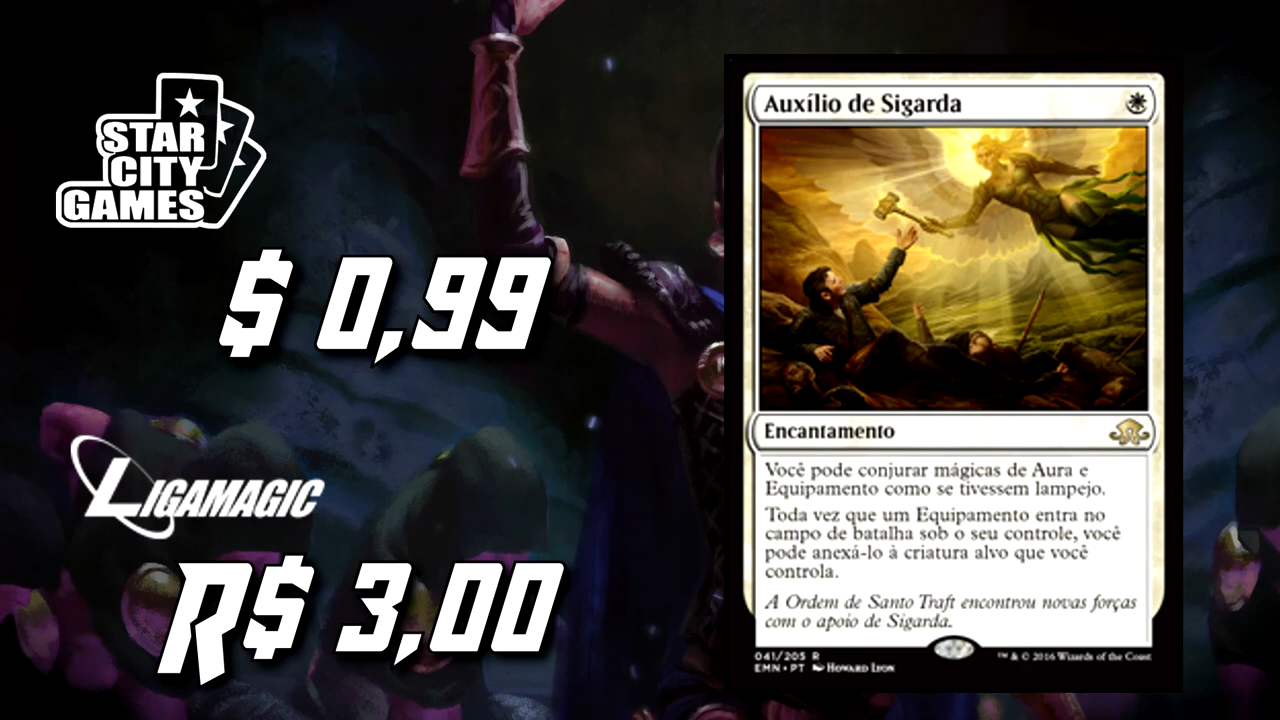 STAR
CITY
GAMES
$ 0,99
LIGAMAGIC
R$ 3,00
Auxílio de Sigarda
Encantamento
Você pode conjurar mágicas de Aura e
Equipamento como se tivessem lampejo.
Toda vez que um Equipamento entra no
campo de batalha sob o seu controle, você
pode anexá-lo à criatura alvo que você
controla.
A Ordem de Santo Traft encontrou novas forças
com o apoio de Sigarda.
041/205 R
EMN • PT Howard Lyon
™ & © 2016 Wizards of the Coast